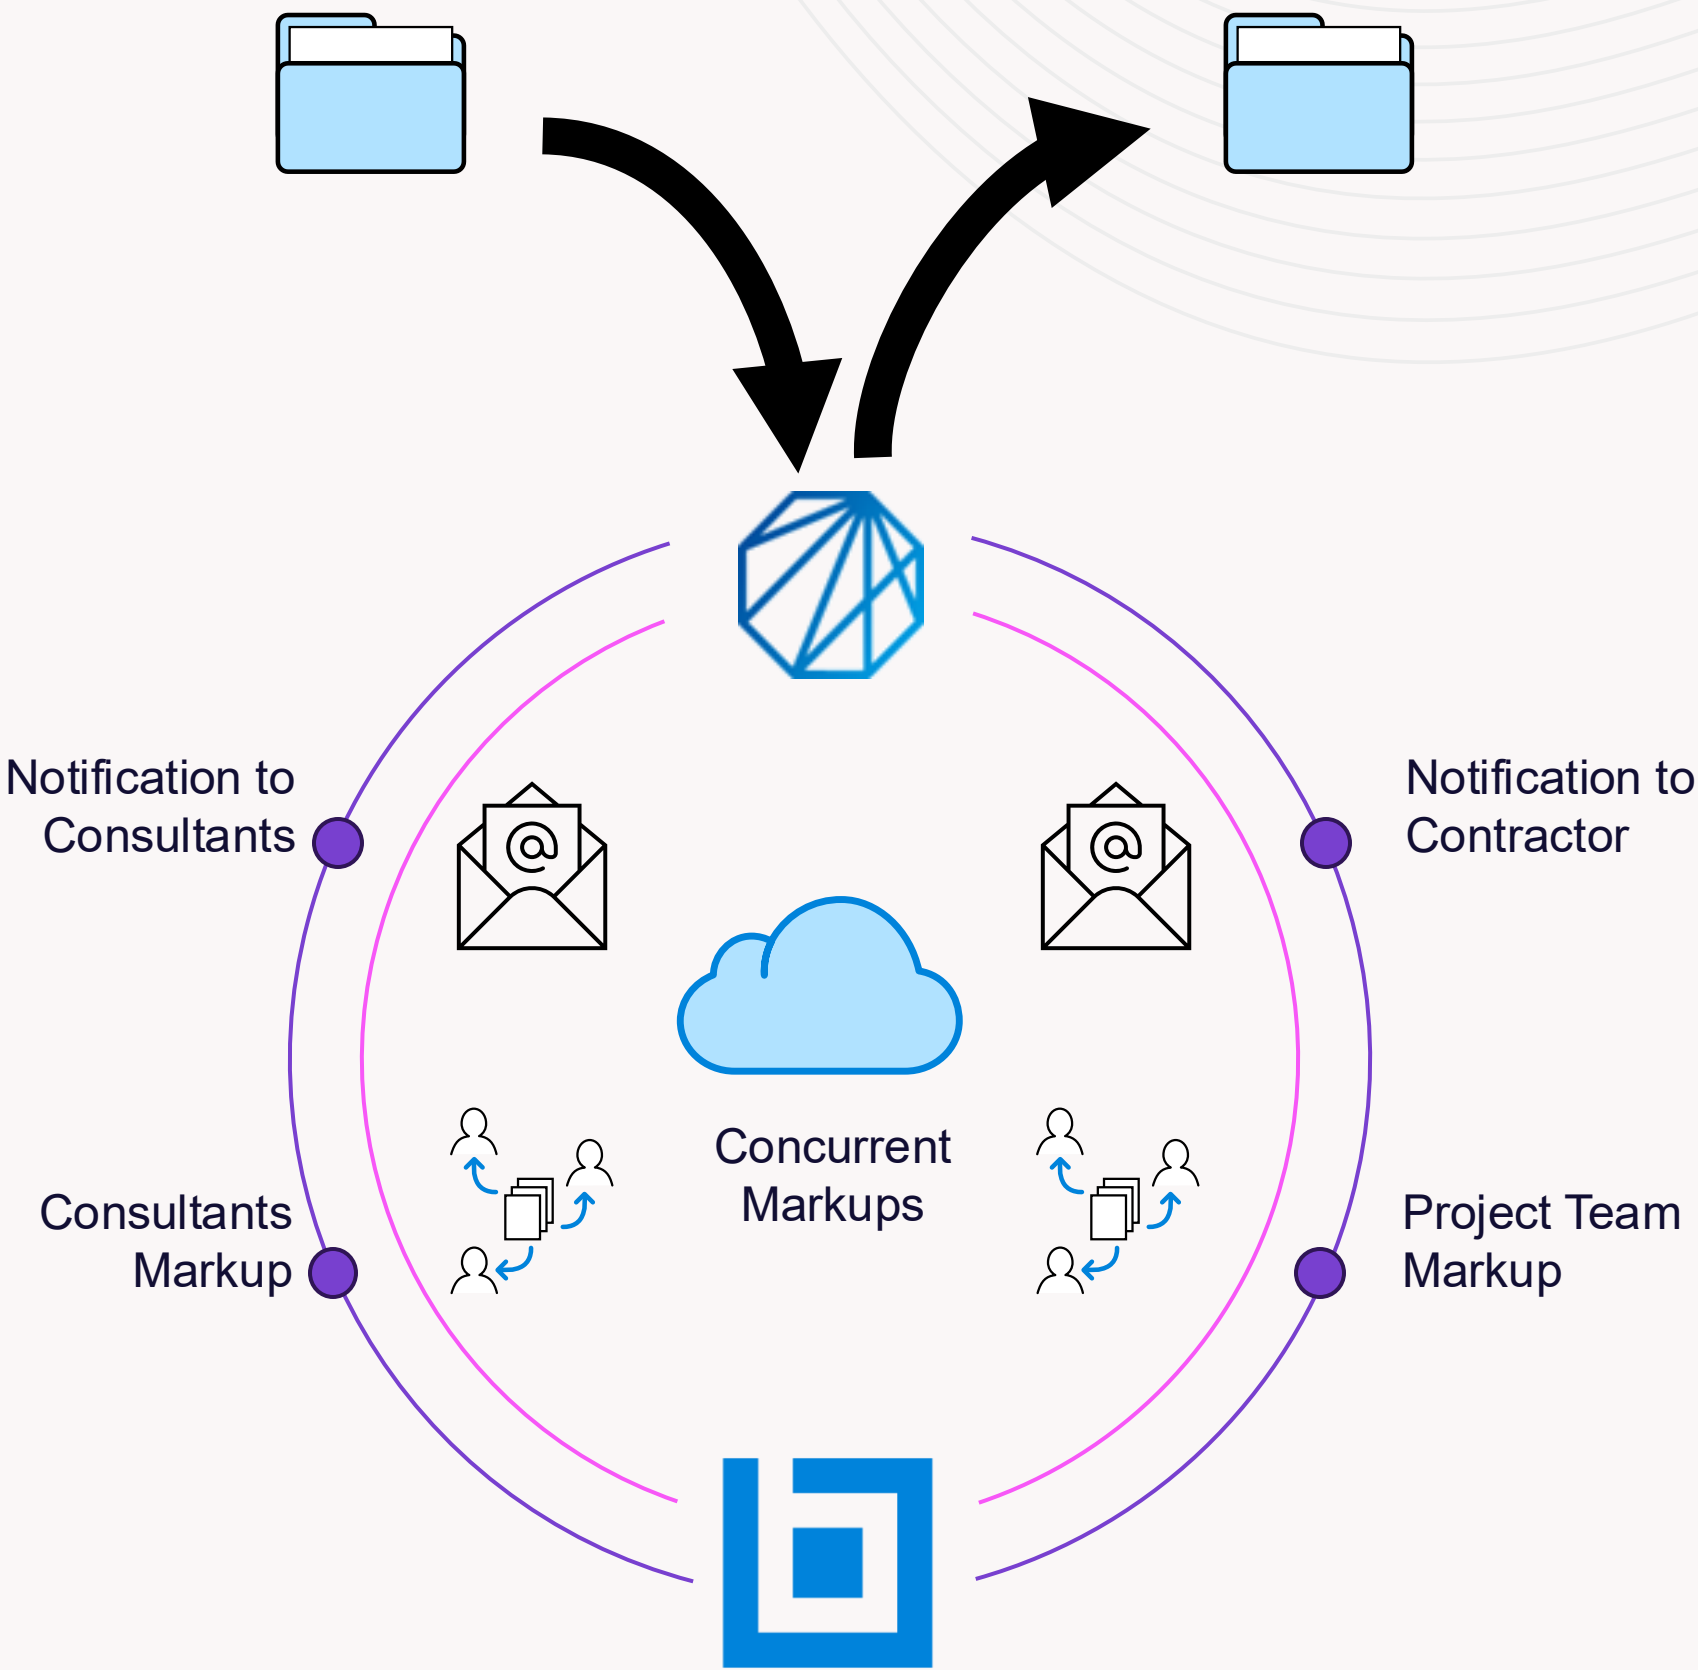 Notification to
Consultants
Notification to
Contractor
Concurrent
Markups
Consultants
Markup
Project Team
Markup